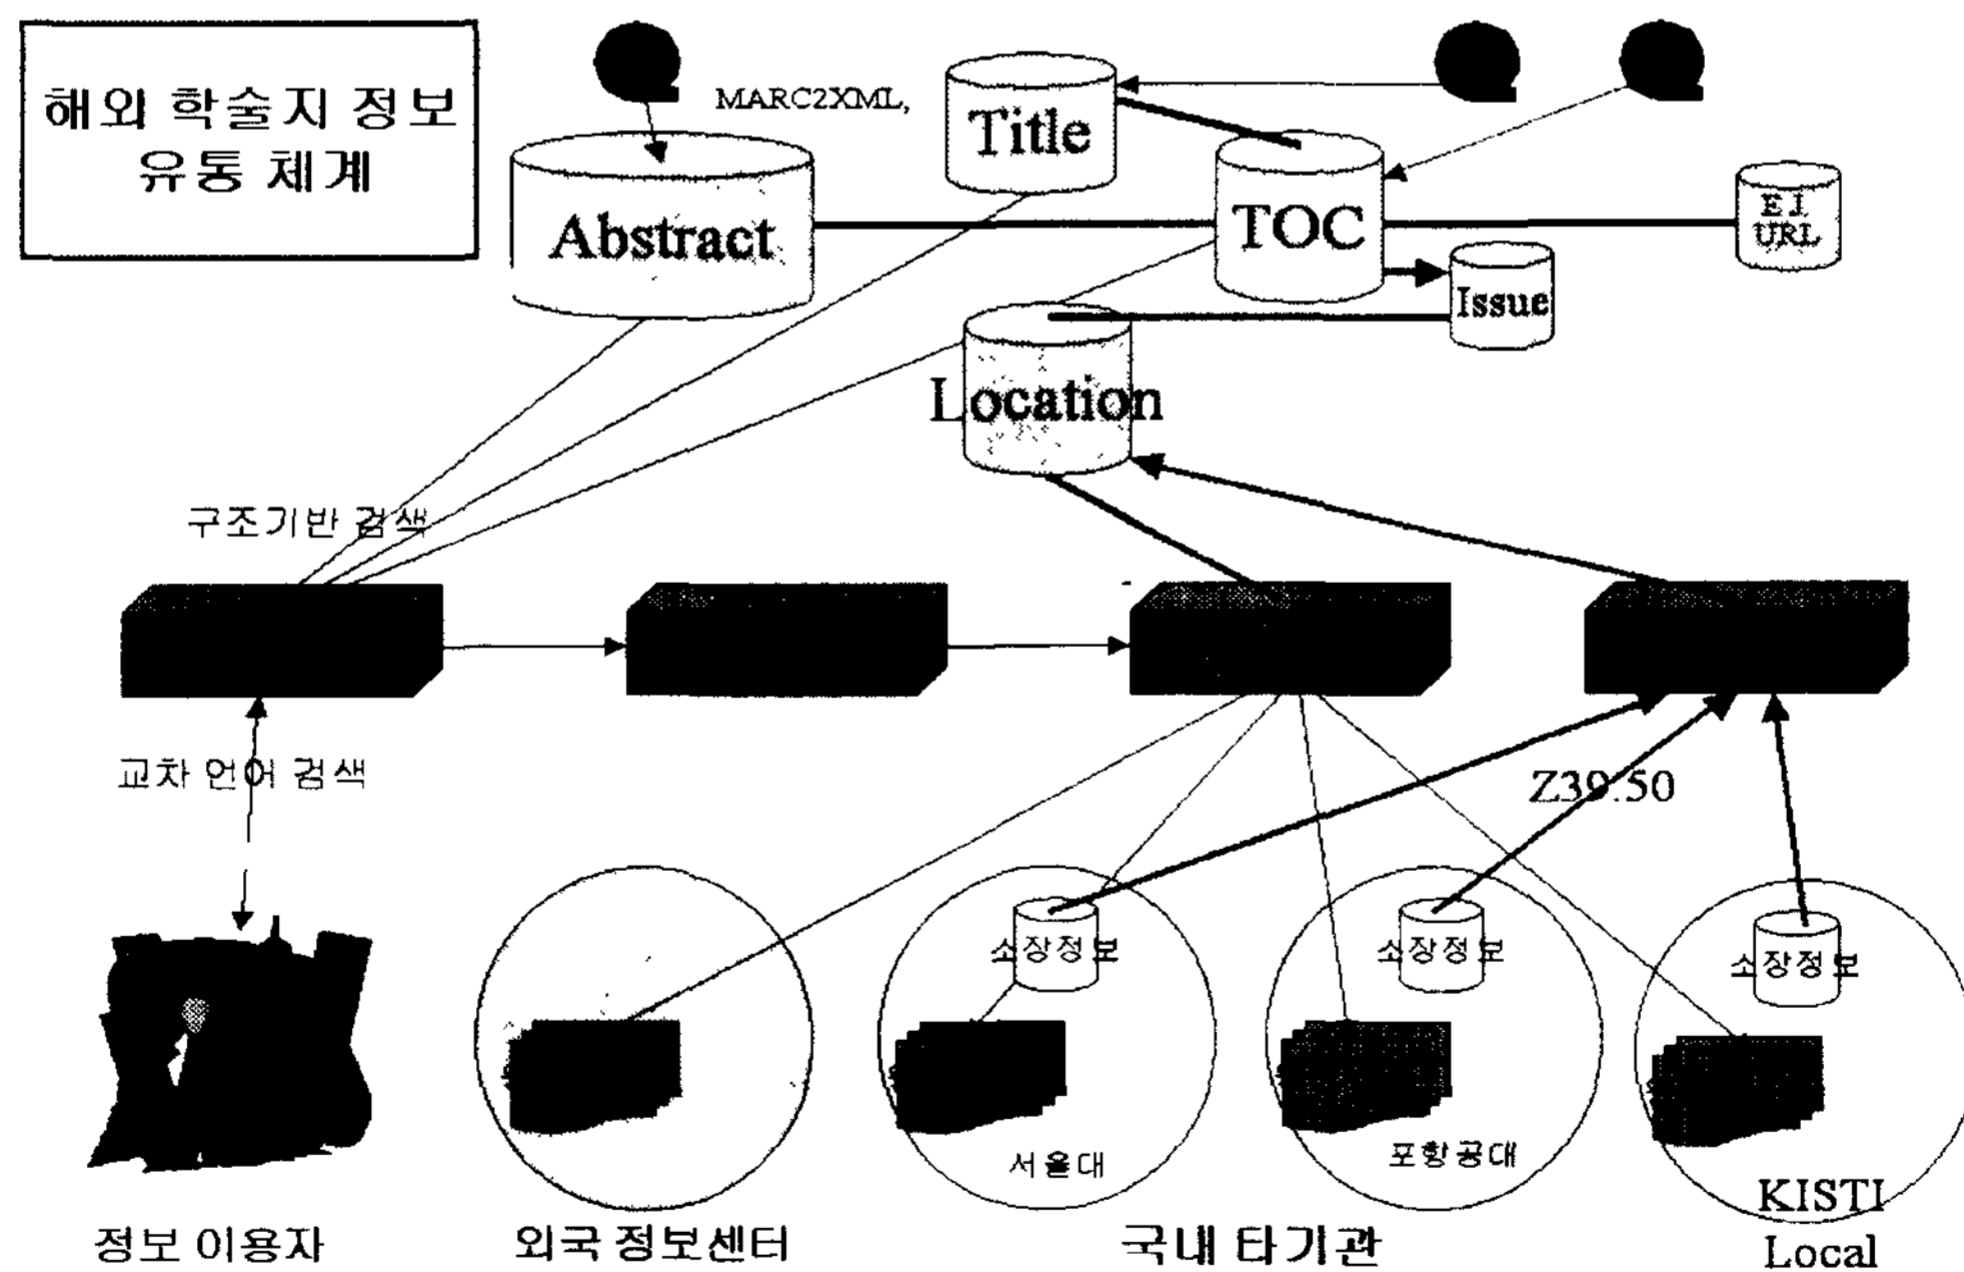 해외 학술지 정보
유통 체계
MARC2XML,
Title
Abstract
TOC
E J
URL
Issue
Location
구조기반 검색
교차 언어 검색
Z39.50
소장정보
소장정보
소장정보
서울대
포항공대
KISTI
Local
정보 이용자
외국 정보센터
국내 타기관